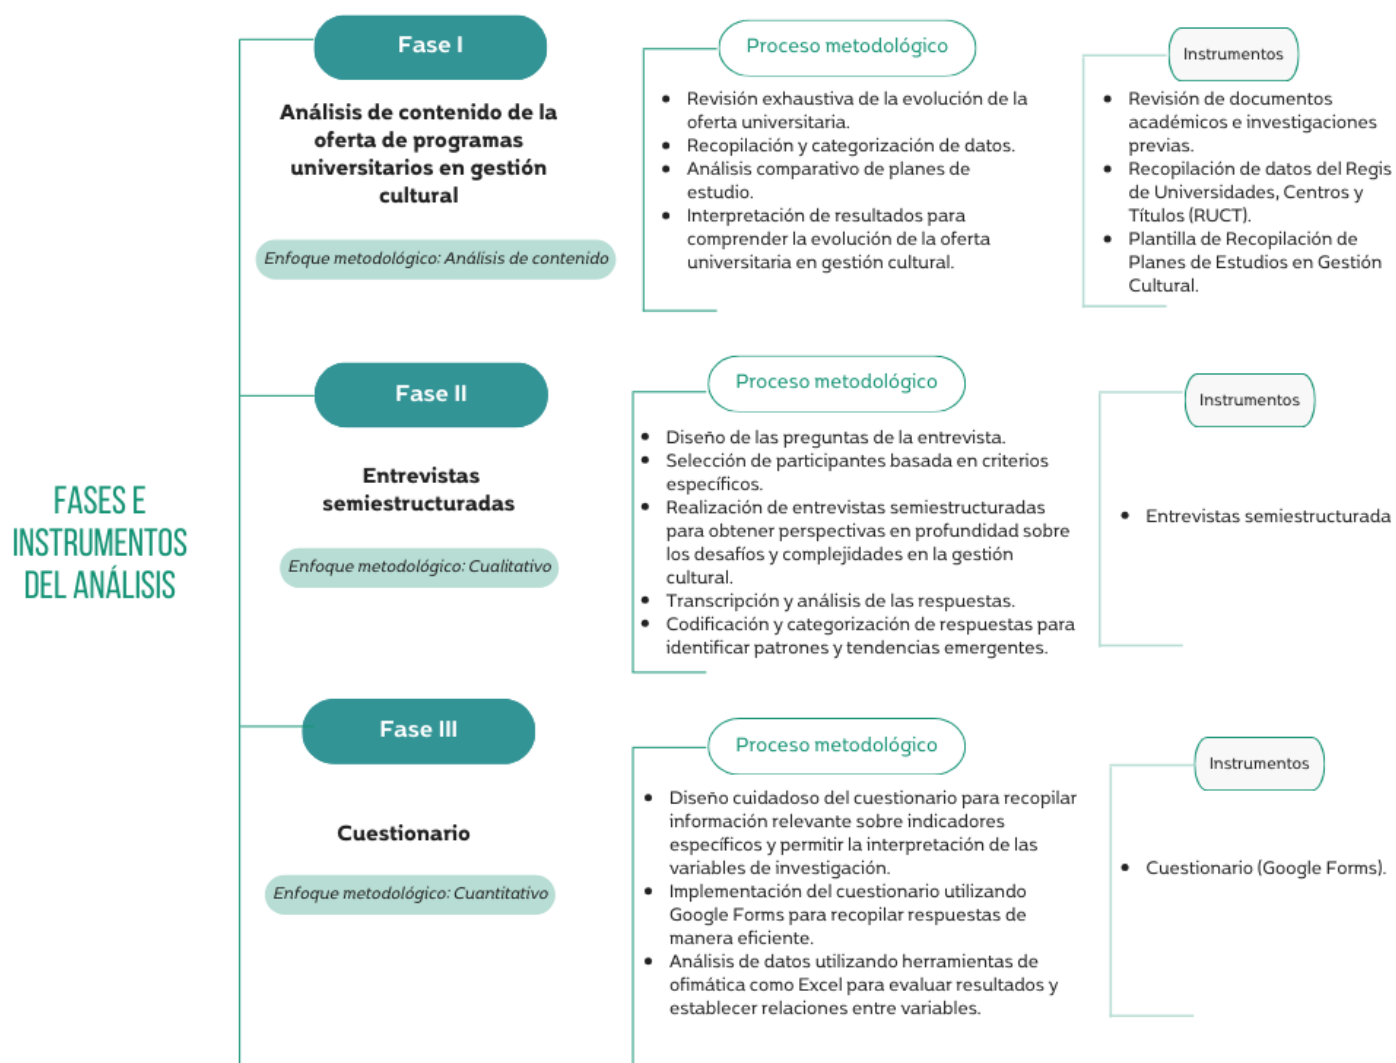 FASES E
INSTRUMENTOS
DEL ANÁLISIS
Fase I
Análisis de contenido de la
oferta de programas
universitarios en gestión
cultural
Enfoque metodológico: Análisis de contenido
Proceso metodológico
• Revisión exhaustiva de la evolución de la
oferta universitaria.
• Recopilación y categorización de datos.
• Análisis comparativo de planes de
estudio.
• Interpretación de resultados para
comprender la evolución de la oferta
universitaria en gestión cultural.
Instrumentos
• Revisión de documentos
académicos e investigaciones
previas.
• Recopilación de datos del Regis
de Universidades, Centros y
Títulos (RUCT).
• Plantilla de Recopilación de
Planes de Estudios en Gestión
Cultural.
Fase II
Entrevistas
semiestructuradas
Enfoque metodológico: Cualitativo
Proceso metodológico
• Diseño de las preguntas de la entrevista.
• Selección de participantes basada en criterios
específicos.
• Realización de entrevistas semiestructuradas
para obtener perspectivas en profundidad sobre
los desafíos y complejidades en la gestión
cultural.
• Transcripción y análisis de las respuestas.
• Codificación y categorización de respuestas para
identificar patrones y tendencias emergentes.
Instrumentos
• Entrevistas semiestructurada
Fase III
Cuestionario
Enfoque metodológico: Cuantitativo
Proceso metodológico
• Diseño cuidadoso del cuestionario para recopilar
información relevante sobre indicadores
específicos y permitir la interpretación de las
variables de investigación.
• Implementación del cuestionario utilizando
Google Forms para recopilar respuestas de
manera eficiente.
• Análisis de datos utilizando herramientas de
ofimática como Excel para evaluar resultados y
establecer relaciones entre variables.
Instrumentos
• Cuestionario (Google Forms).